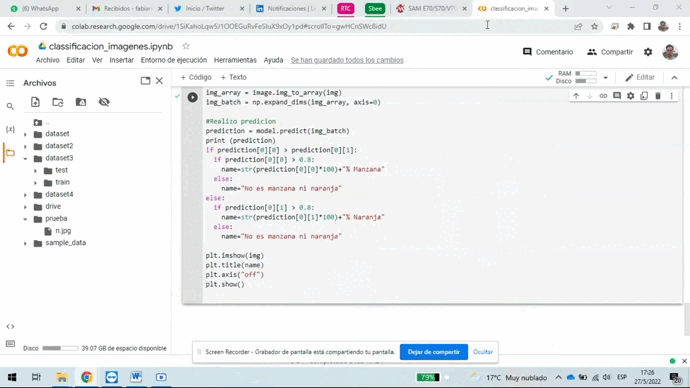 WhatsApp
Recibidos - fabian
Inicio / Twitter
Notificaciones | L
RTC
Sbee
SAM E70/S70/V70
classificacion_ima
colab.research.google.com/drive/
classificacion_imagenes.ipynb
Comentario
Compartir
Archivo Editar Ver Insertar Entorno de ejecución Herramientas Ayuda Se han guardado todos los cambios
Archivos
+ Código + Texto
RAM
Disco
Editar
..
dataset
dataset2
dataset3
test
train
dataset4
drive
prueba
n.jpg
sample_data
img_array = image.img_to_array(img)
img_batch = np.expand_dims(img_array, axis=0)
#Realizo predicion
prediction = model.predict(img_batch)
print (prediction)
if prediction[0][0] > prediction[0][1]:
if prediction[0][0] > 0.8:
name=str(prediction[0][0]*100)+"% Manzana"
else:
name="No es manzana ni naranja"
else:
if prediction[0][1] > 0.8:
name=str(prediction[0][1]*100)+"% Naranja"
else:
name="No es manzana ni naranja"
plt.imshow(img)
plt.title(name)
plt.axis("off")
plt.show()
Disco
39.07 GB de espacio disponible
Screen Recorder - Grabador de pantalla está compartiendo tu pantalla.
Dejar de compartir
Ocultar
79%
17°C Muy nublado
ESP
17:26
27/5/2022